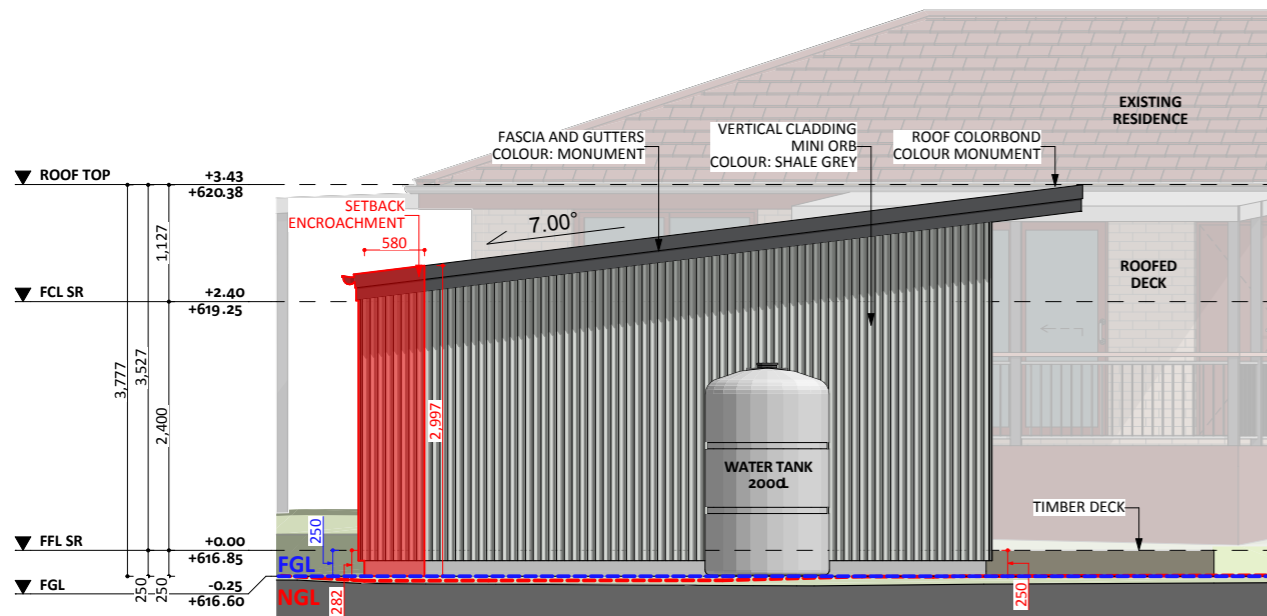 EXISTING
RESIDENCE
FASCIA AND GUTTERS
COLOUR: MONUMENT
VERTICAL CLADDING
MINI ORB
COLOUR: SHALE GREY
ROOF COLORBOND
COLOUR MONUMENT
ROOF TOP
+3.43
+620.38
SETBACK
ENCROACHMENT
580
7.00°
1,127
ROOFED
DECK
FCL SR
+2.40
+619.25
3,777
3,527
2,400
2,997
WATER TANK
2000L
TIMBER DECK
250
FFL SR
+0.00
+616.85
FGL
FGL
-0.25
+616.60
250
250
NGL
282
250